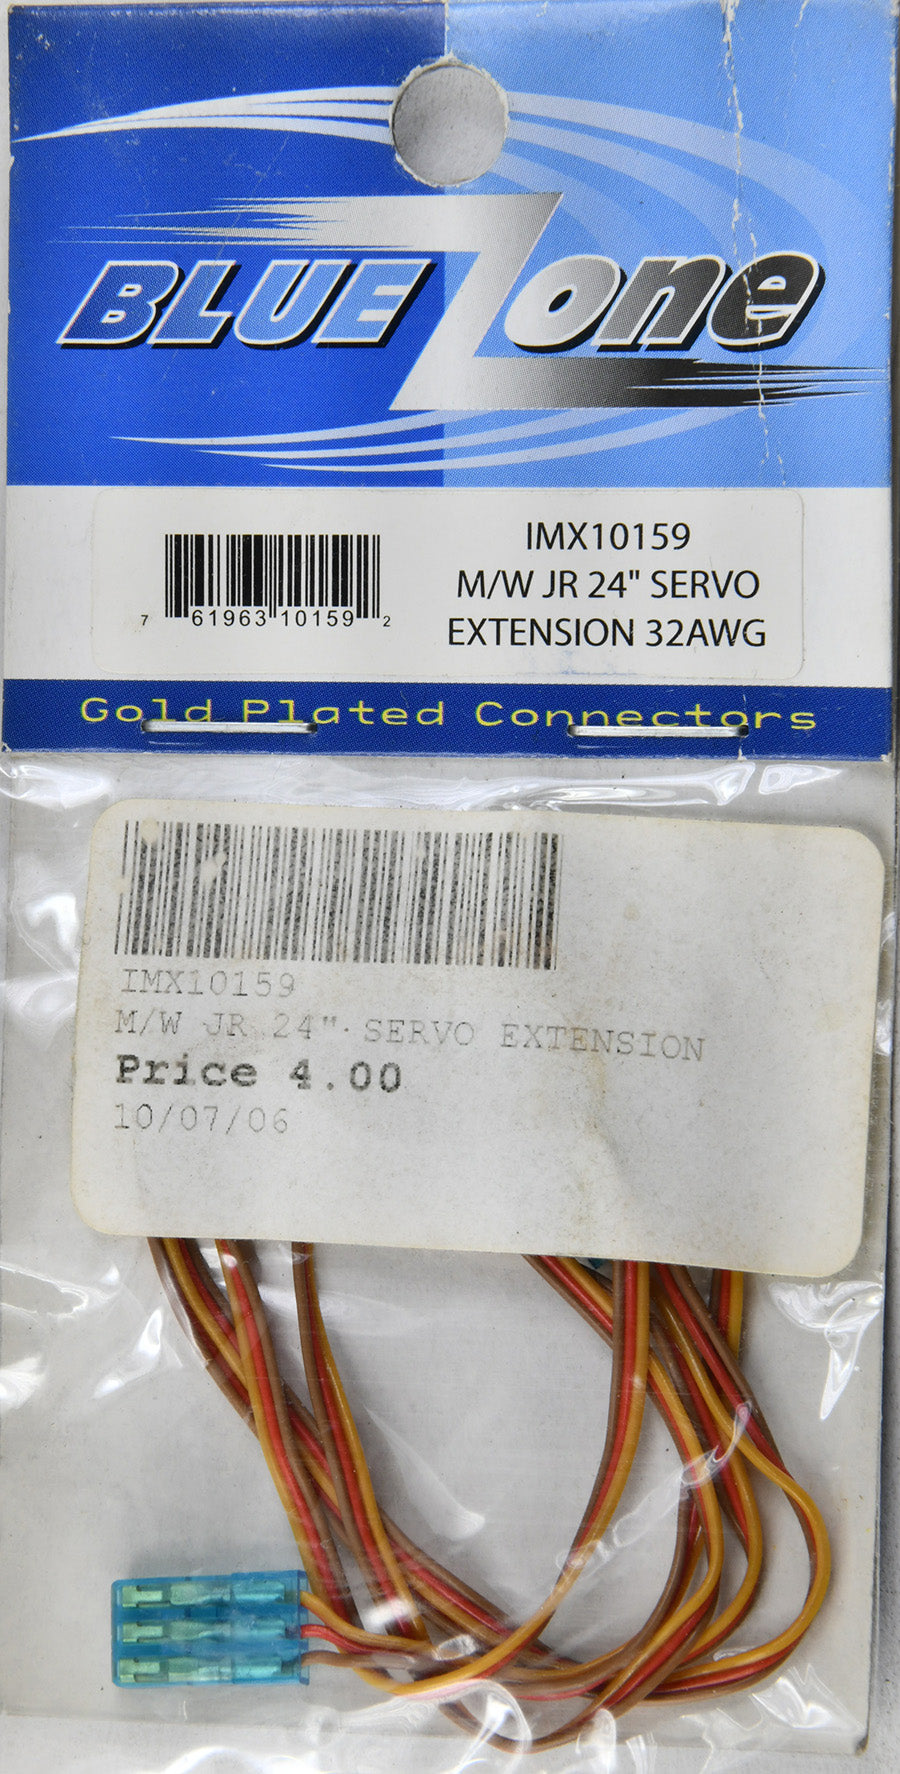 BLUE Zone
IMX10159
M/W JR 24" SERVO
EXTENSION 32AWG
7 61963 10159 2
Gold Plated Connectors
IMX10159
M/W JR 24" SERVO EXTENSION
Price 4.00
10/07/06